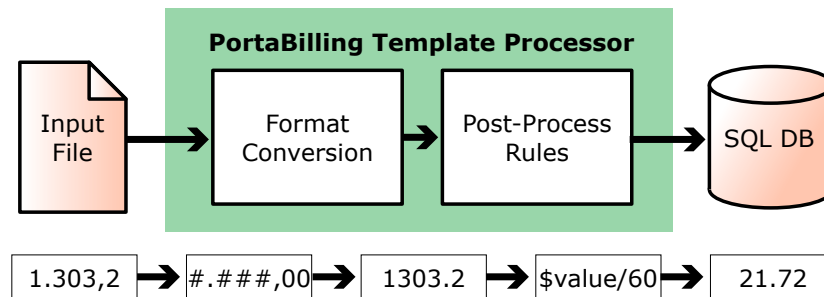 PortaBilling Template Processor
Input
File
Format
Conversion
Post-Process
Rules
SQL DB
1.303,2
#.###,00
1303.2
$value/60
21.72